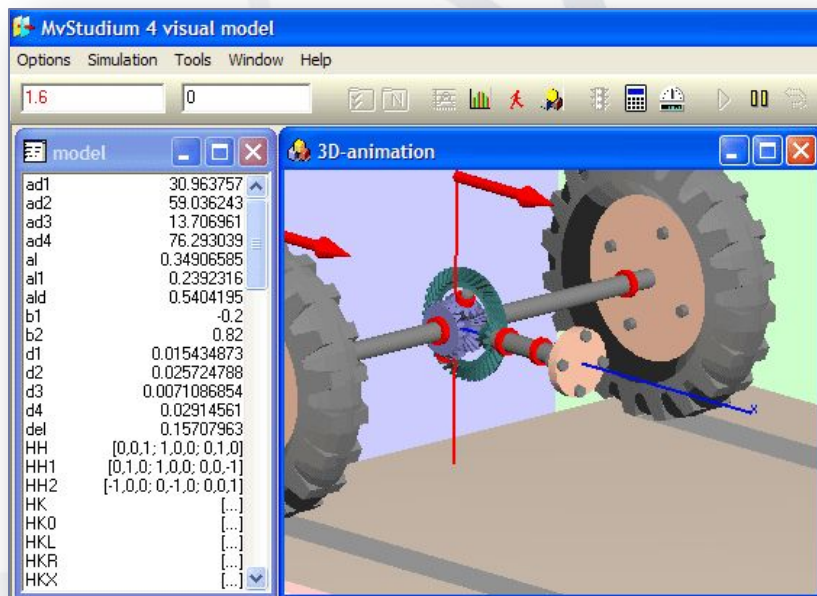 MvStudium 4 visual model
Options Simulation Tools Window Help
1.6 0
model
3D-animation
ad1 30.963757
ad2 59.036243
ad3 13.706961
ad4 76.293039
al 0.34906585
al1 0.2392316
ald 0.5404195
b1 -0.2
b2 0.82
d1 0.015434873
d2 0.025724788
d3 0.0071086854
d4 0.02914561
del 0.15707963
HH [0,0,1; 1,0,0; 0,1,0]
HH1 [0,1,0; 1,0,0; 0,0,-1]
HH2 [-1,0,0; 0,-1,0; 0,0,1]
HK [...]
HK0 [...]
HKL [...]
HKR [...]
HKX [...]
x